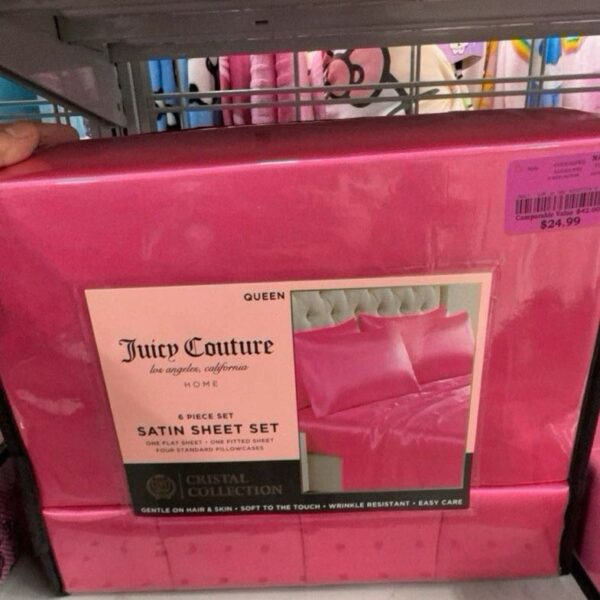 Comparable Value $42.00
$24.99
QUEEN
Juicy Couture
los angeles, california
HOME
6 PIECE SET
SATIN SHEET SET
ONE FLAT SHEET • ONE FITTED SHEET
FOUR STANDARD PILLOWCASES
CRISTAL
COLLECTION
GENTLE ON HAIR & SKIN • SOFT TO THE TOUCH • WRINKLE RESISTANT • EASY CARE